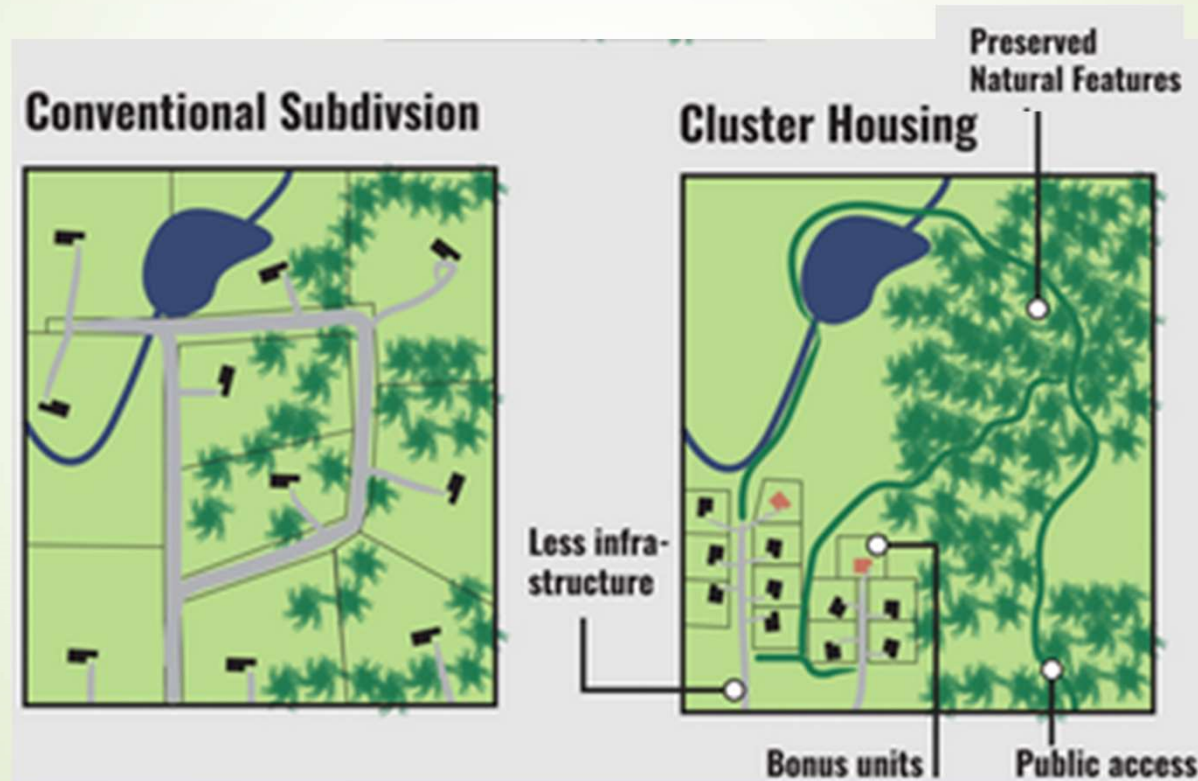 Conventional Subdivsion
Cluster Housing
Preserved
Natural Features
Less infra-
structure
Bonus units
Public access